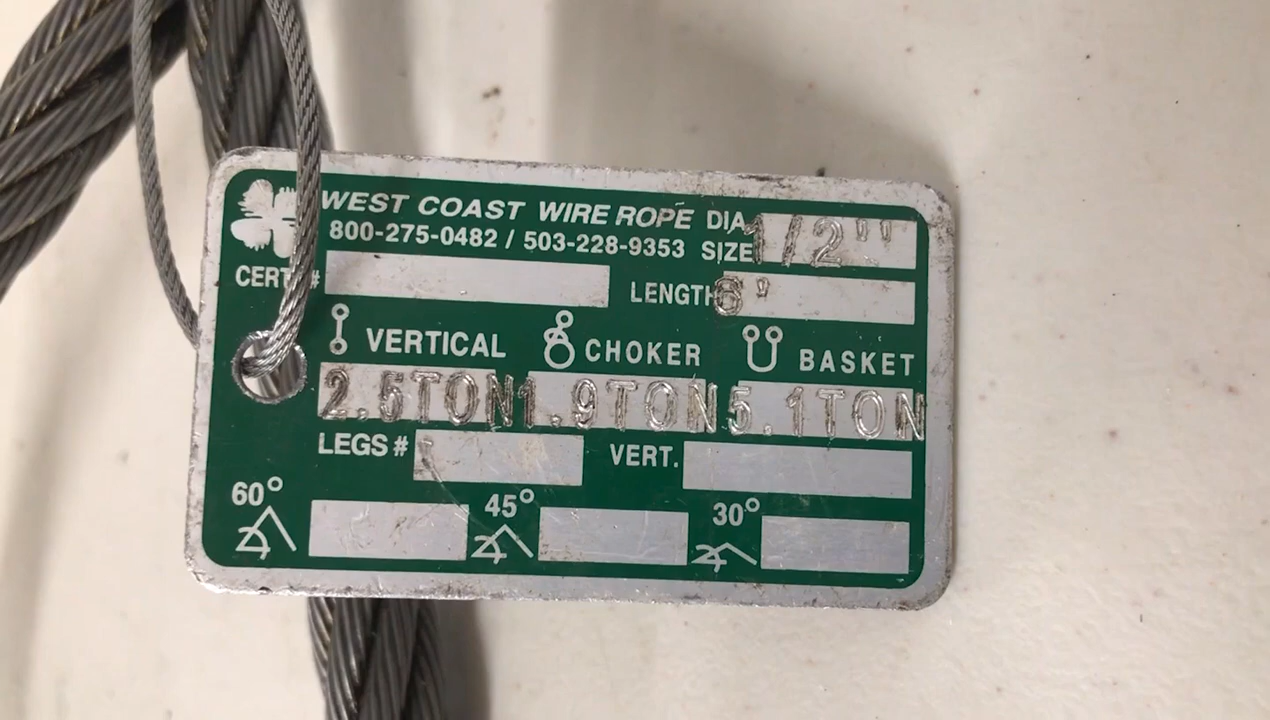 WEST COAST WIRE ROPE DIA 1/2"
800-275-0482 / 503-228-9353 SIZE
CERT # LENGTH 6'
VERTICAL CHOKER BASKET
2.5TON 1.9TON 5.1TON
LEGS # VERT.
60° 45° 30°